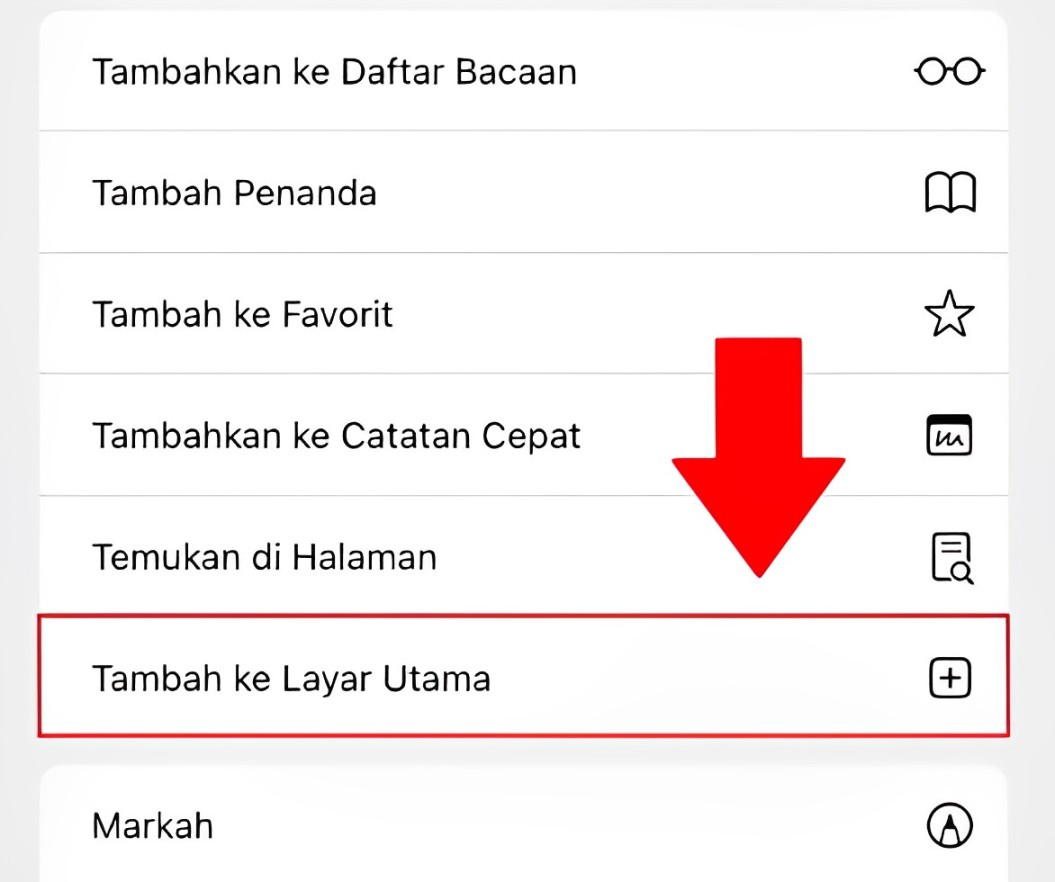 Tambahkan ke Daftar Bacaan
Tambah Penanda
Tambah ke Favorit
Tambahkan ke Catatan Cepat
Temukan di Halaman
Tambah ke Layar Utama
Markah